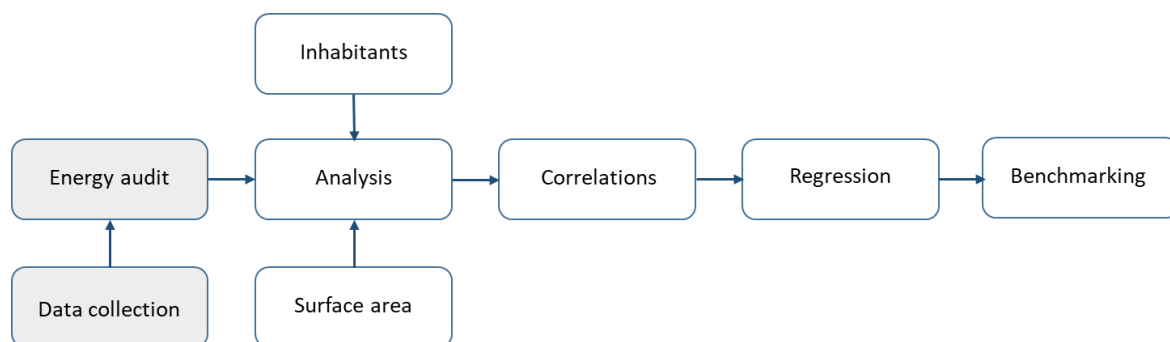 Inhabitants
Energy audit
Analysis
Correlations
Regression
Benchmarking
Data collection
Surface area